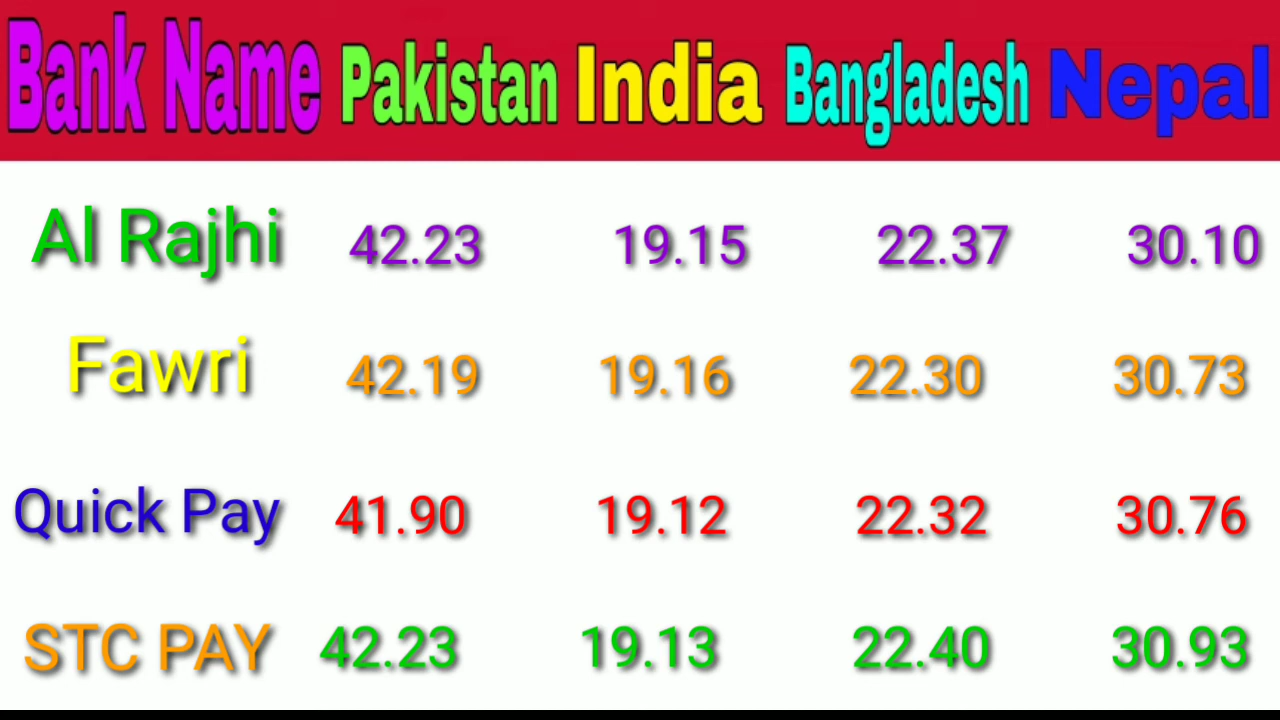 Bank Name Pakistan India Bangladesh Nepal
Al Rajhi 42.23 19.15 22.37 30.10
Fawri 42.19 19.16 22.30 30.73
Quick Pay 41.90 19.12 22.32 30.76
STC PAY 42.23 19.13 22.40 30.93